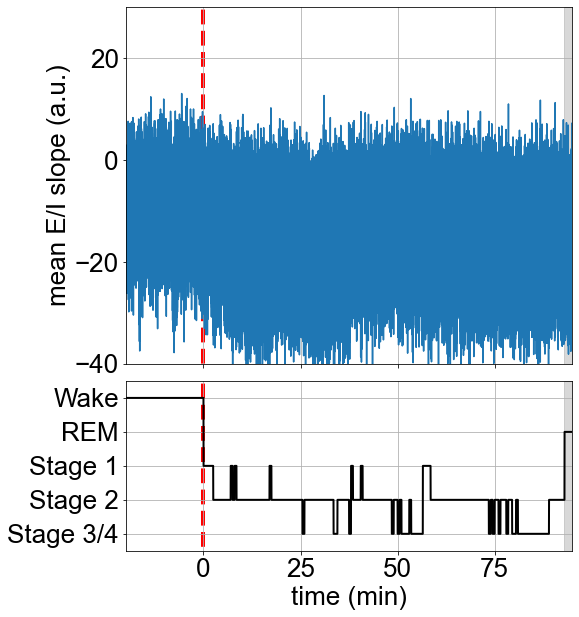 mean E/I slope (a.u.)
20
0
−20
−40
Wake
REM
Stage 1
Stage 2
Stage 3/4
0 25 50 75
time (min)